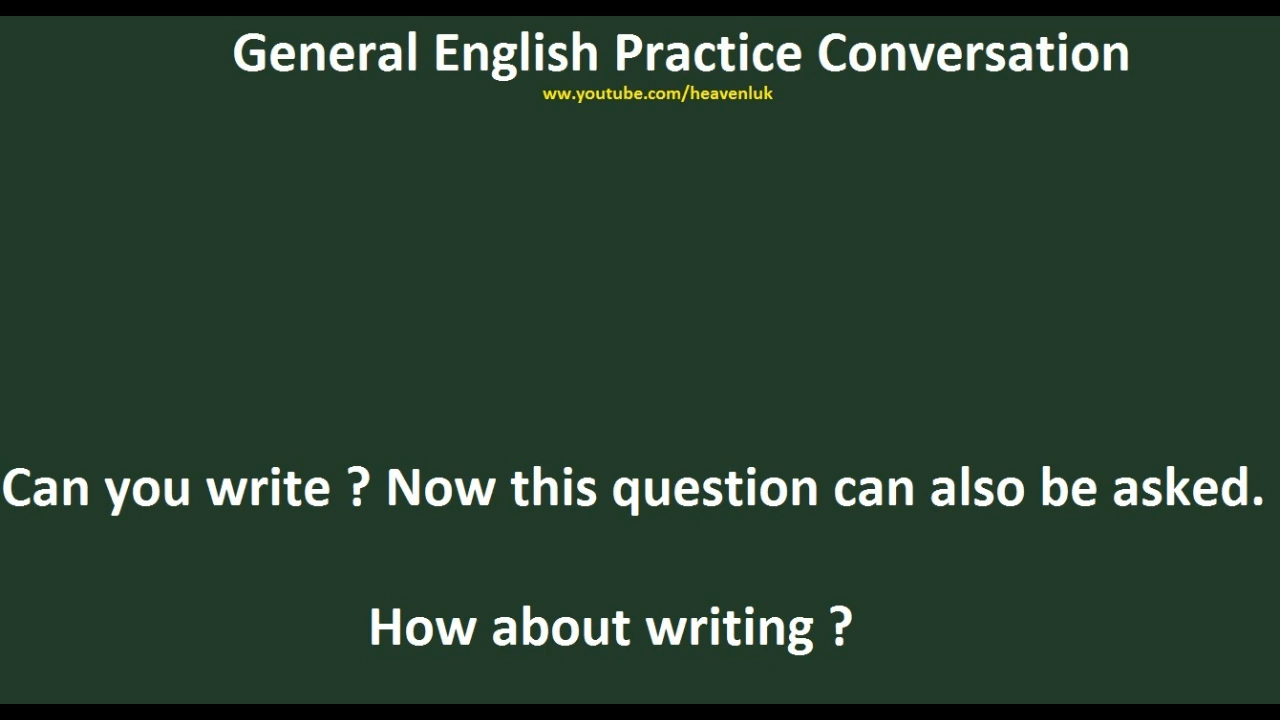 General English Practice Conversation
ww.youtube.com/heavenluk
Can you write ? Now this question can also be asked.
How about writing ?